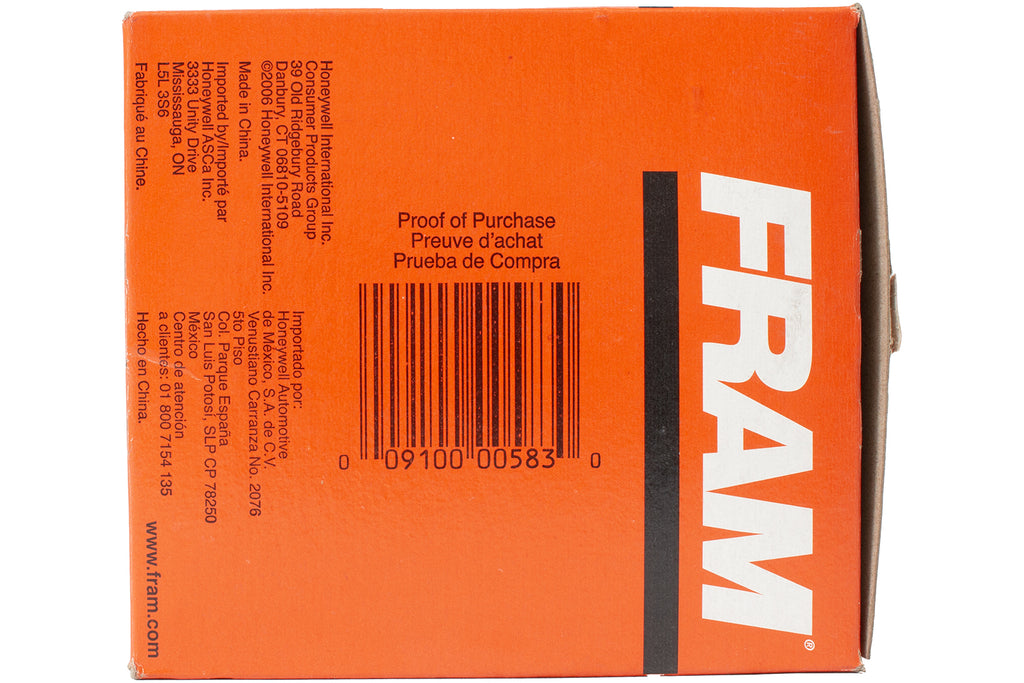 FRAM®
Proof of Purchase
Preuve d'achat
Prueba de Compra
0 09100 00583 0
Honeywell International Inc.
Consumer Products Group
39 Old Ridgebury Road
Danbury, CT 06810-5109
©2006 Honeywell International Inc.
Made in China.
Imported by/Importé par
Honeywell ASCa Inc.
3333 Unity Drive
Mississauga, ON
L5L 3S6
Fabriqué au Chine.
Importado por:
Honeywell Automotive
de México, S.A. de C.V.
Venustiano Carranza No. 2076
5to Piso
Col. Parque España
San Luis Potosí, SLP CP 78250
México
Centro de atención
a clientes: 01 800 7154 135
Hecho en China.
www.fram.com